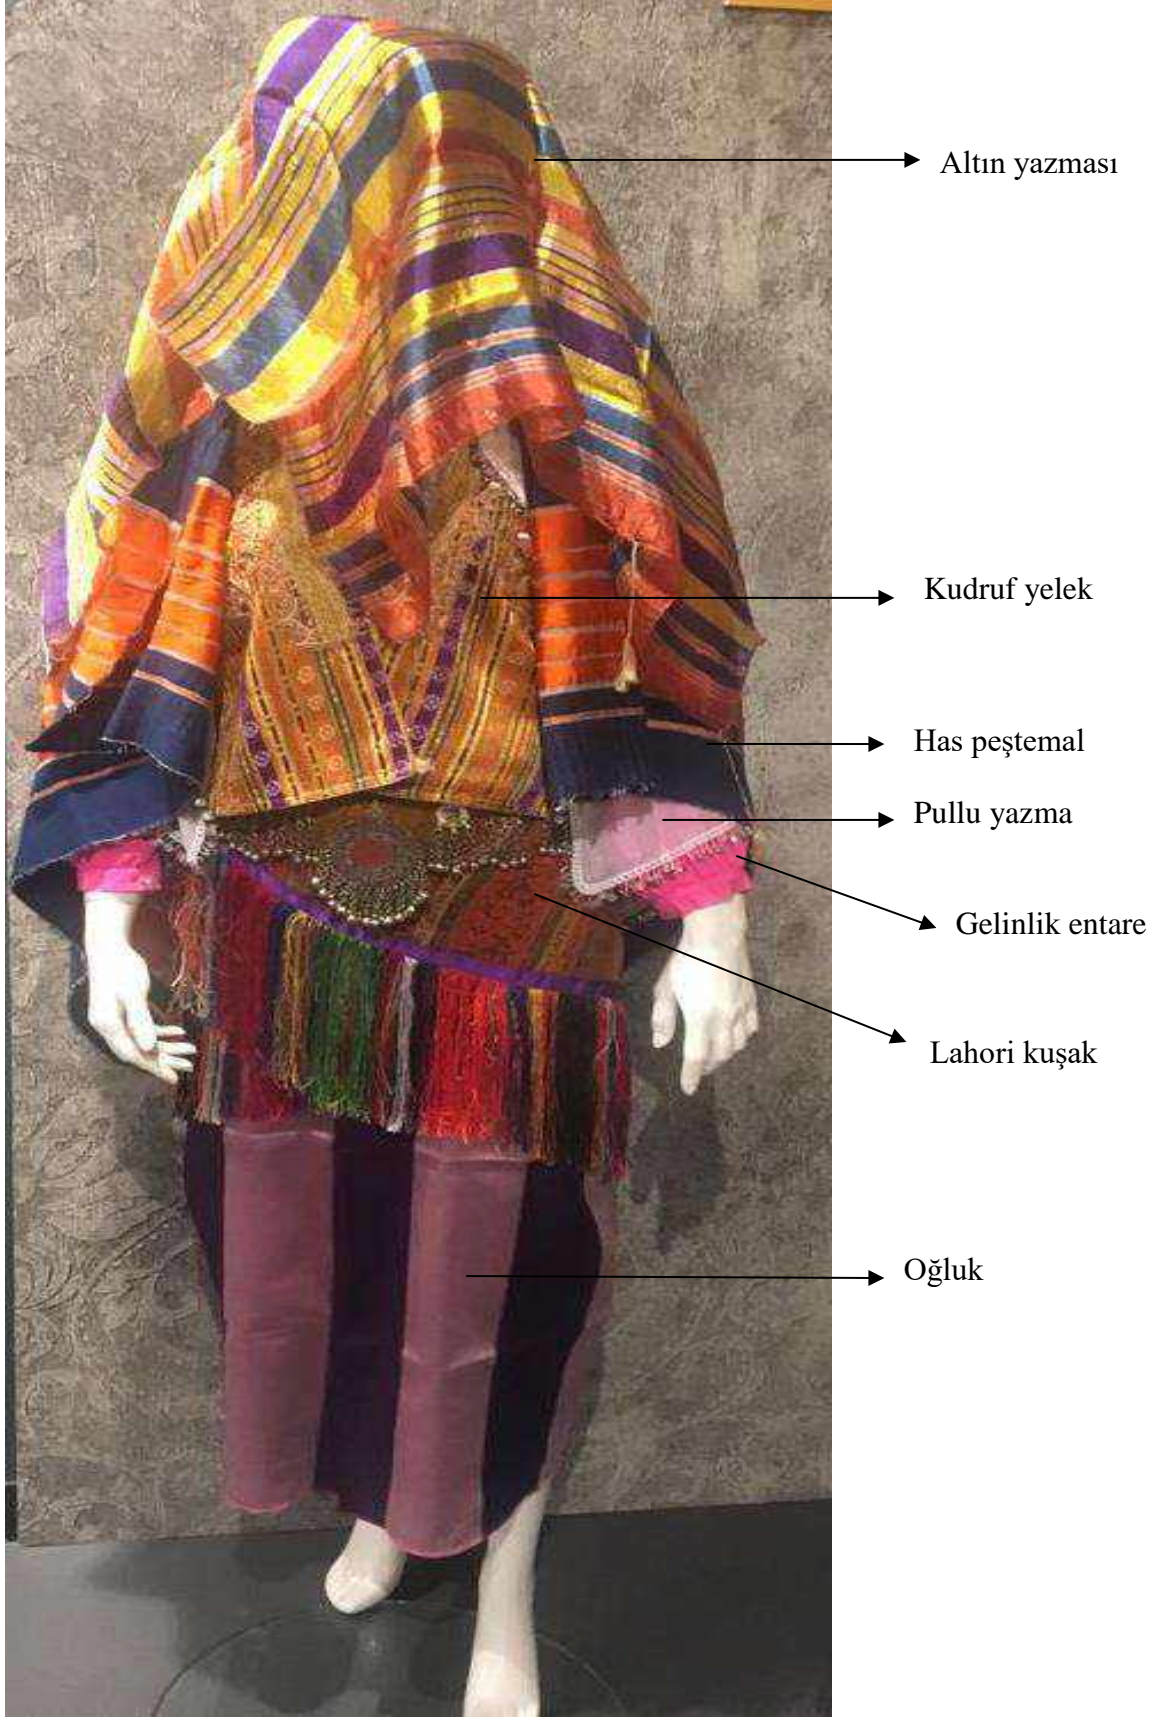 Altın yazması
Kudruf yelek
Has peştemal
Pullu yazma
Gelinlik entare
Lahori kuşak
Oğluk